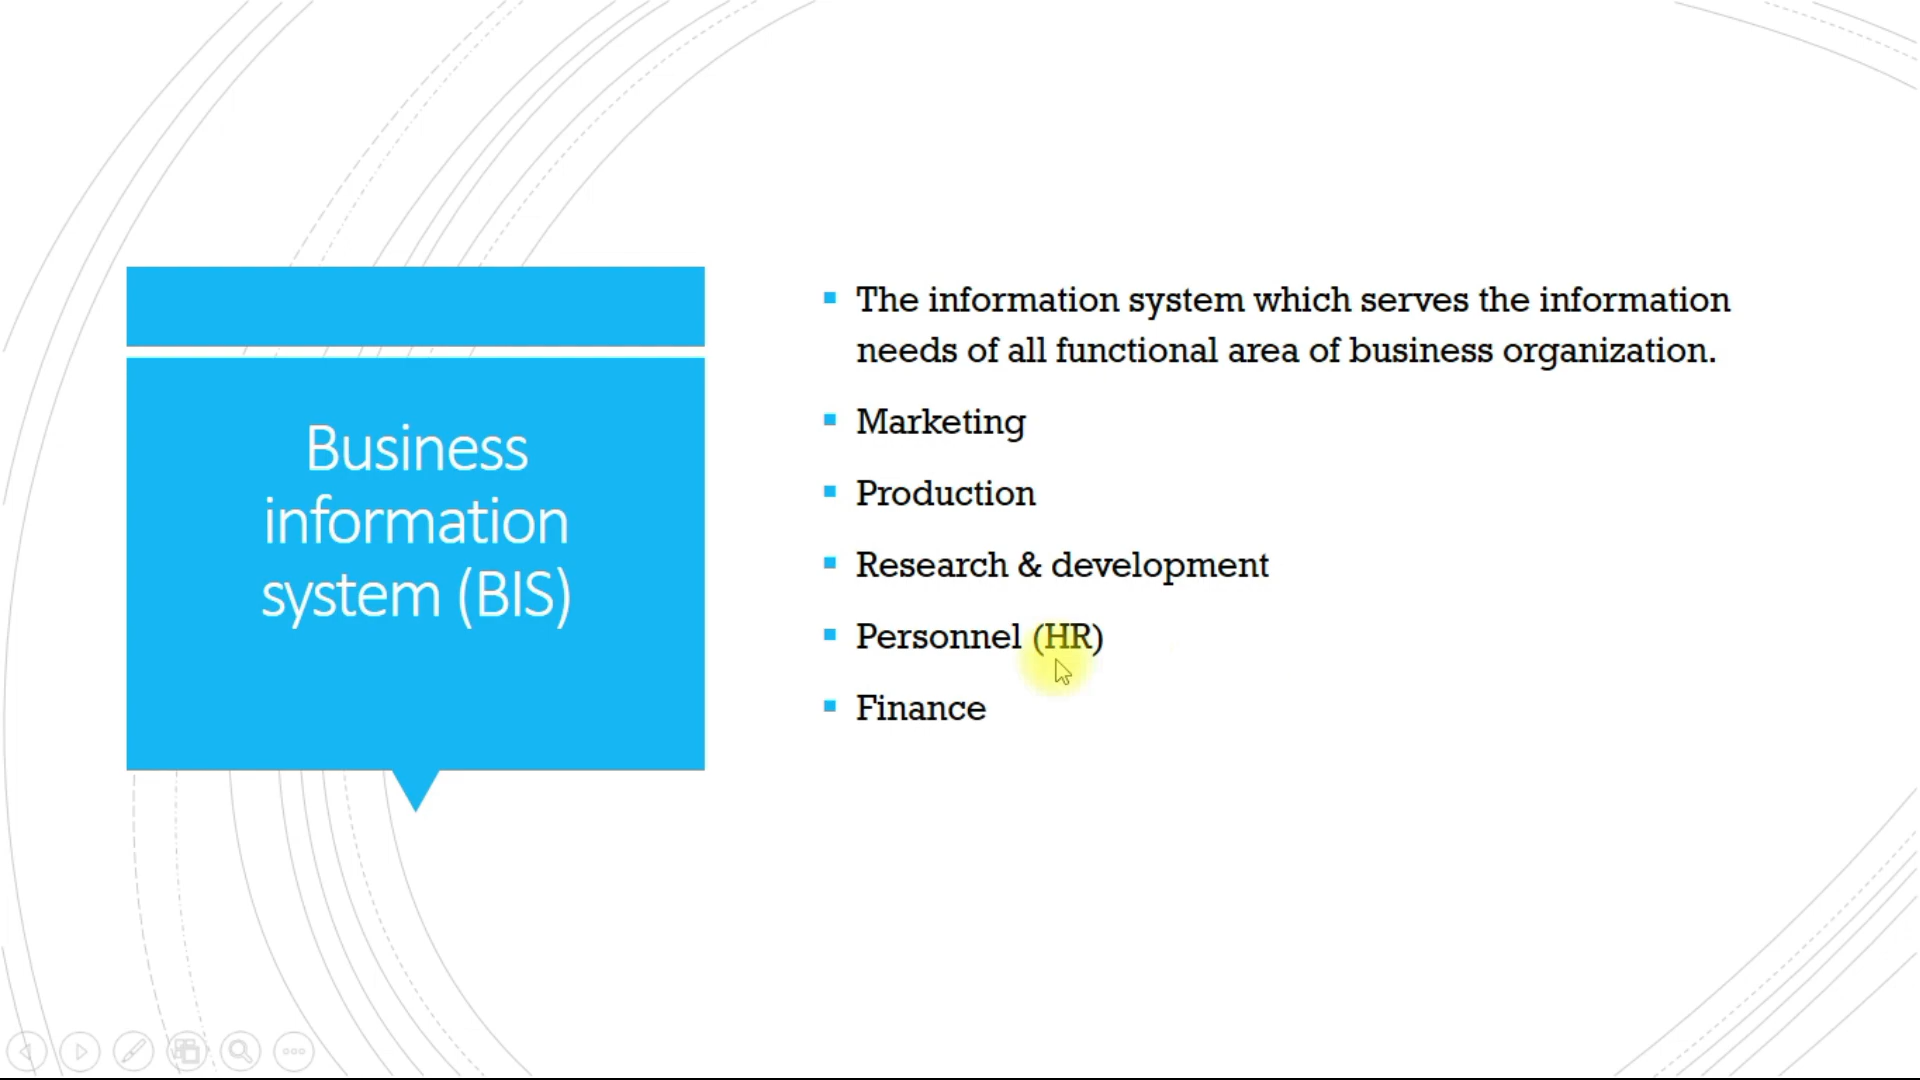 Business
information
system (BIS)
The information system which serves the information
needs of all functional area of business organization.
Marketing
Production
Research & development
Personnel (HR)
Finance